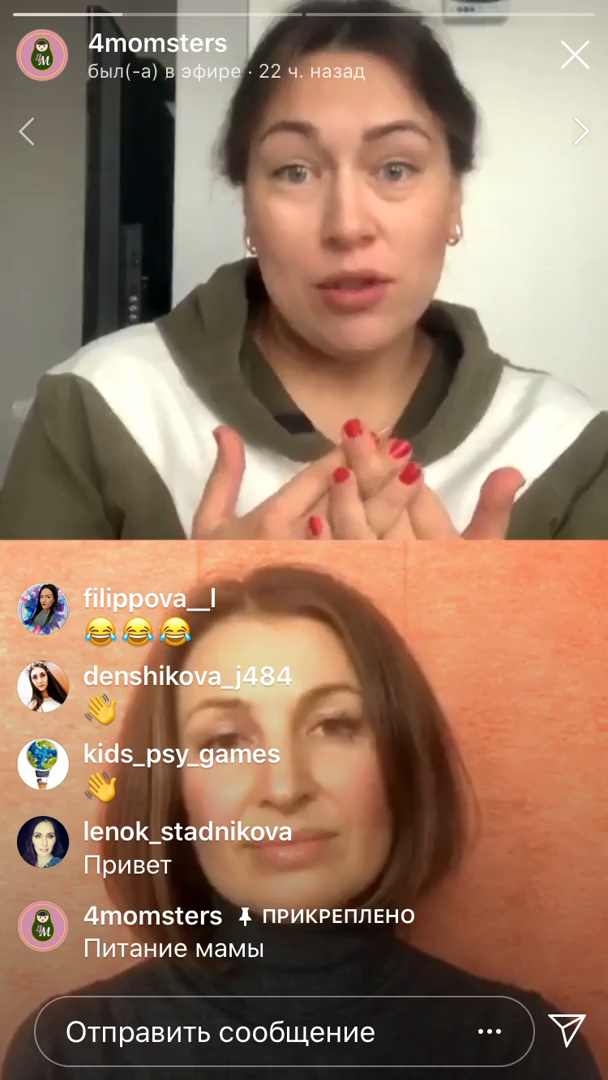 4momsters
был(-а) в эфире · 22 ч. назад
filippova__l
😂😂😂
denshikova_j484
👋
kids_psy_games
👋
lenok_stadnikova
Привет
4momsters ПРИКРЕПЛЕНО
Питание мамы
Отправить сообщение